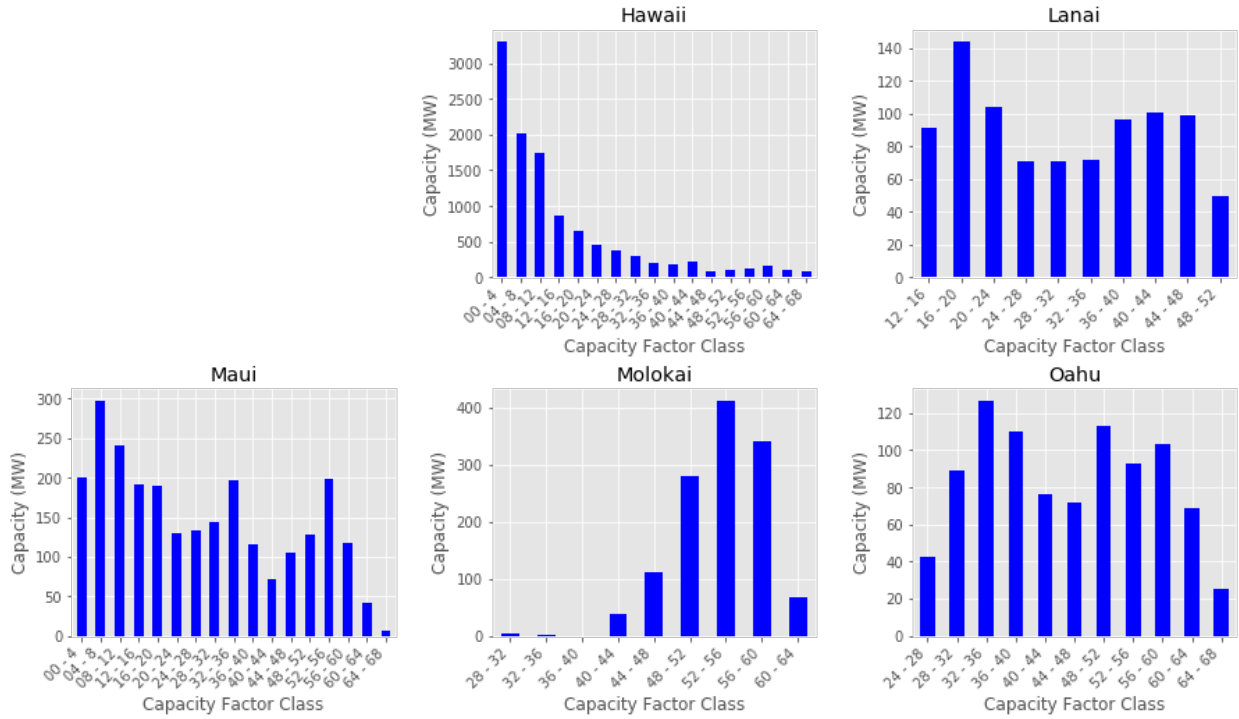 Hawaii
Capacity (MW)
3000
2500
2000
1500
1000
500
0
00 - 4
04 - 8
08 - 12
12 - 16
16 - 20
20 - 24
24 - 28
28 - 32
32 - 36
36 - 40
40 - 44
44 - 48
48 - 52
52 - 56
56 - 60
60 - 64
64 - 68
Capacity Factor Class
Lanai
Capacity (MW)
140
120
100
80
60
40
20
0
12 - 16
16 - 20
20 - 24
24 - 28
28 - 32
32 - 36
36 - 40
40 - 44
44 - 48
48 - 52
Capacity Factor Class
Maui
Capacity (MW)
300
250
200
150
100
50
0
00 - 4
04 - 8
08 - 12
12 - 16
16 - 20
20 - 24
24 - 28
28 - 32
32 - 36
36 - 40
40 - 44
44 - 48
48 - 52
52 - 56
56 - 60
60 - 64
64 - 68
Capacity Factor Class
Molokai
Capacity (MW)
400
300
200
100
0
28 - 32
32 - 36
36 - 40
40 - 44
44 - 48
48 - 52
52 - 56
56 - 60
60 - 64
Capacity Factor Class
Oahu
Capacity (MW)
120
100
80
60
40
20
0
24 - 28
28 - 32
32 - 36
36 - 40
40 - 44
44 - 48
48 - 52
52 - 56
56 - 60
60 - 64
64 - 68
Capacity Factor Class